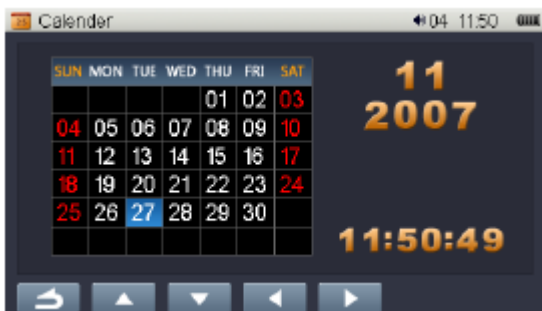 Calender 04 11:50
SUN MON TUE WED THU FRI SAT
01 02 03
04 05 06 07 08 09 10
11 12 13 14 15 16 17
18 19 20 21 22 23 24
25 26 27 28 29 30
11
2007
11:50:49